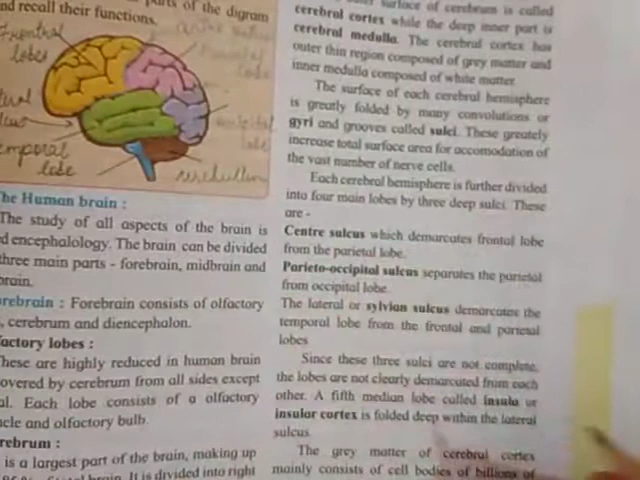 parts of the digram
nd recall their functions.
Frontal
lobes
temporal
lobe
cerebellum
The Human brain :
The study of all aspects of the brain is
d encephalology. The brain can be divided
three main parts - forebrain, midbrain and
brain.
rebrain : Forebrain consists of olfactory
, cerebrum and diencephalon.
factory lobes :
These are highly reduced in human brain
overed by cerebrum from all sides except
al. Each lobe consists of a olfactory
cle and olfactory bulb.
rebrum :
is a largest part of the brain, making up
brain. It is divided into right
surface of cerebrum is called
cerebral cortex while the deep inner part is
cerebral medulla. The cerebral cortex has
outer thin region composed of grey matter and
inner medulla composed of white matter.
The surface of each cerebral hemisphere
is greatly folded by many convolutions or
gyri and grooves called sulci. These greately
increase total surface area for accomodation of
the vast number of nerve cells.
Each cerebral hemisphere is further divided
into four main lobes by three deep sulci. These
are -
Centre sulcus which demarcates frontal lobe
from the parietal lobe.
Parieto-occipital sulcus separates the parietal
from occipital lobe.
The lateral or sylvian sulcus demarcates the
temporal lobe from the frontal and parietal
lobes
Since these three sulci are not complete,
the lobes are not clearly demarcated from each
other. A fifth median lobe called insula or
insular cortex is folded deep within the lateral
sulcus.
The grey matter of cerebral cortex
mainly consists of cell bodies of billions of